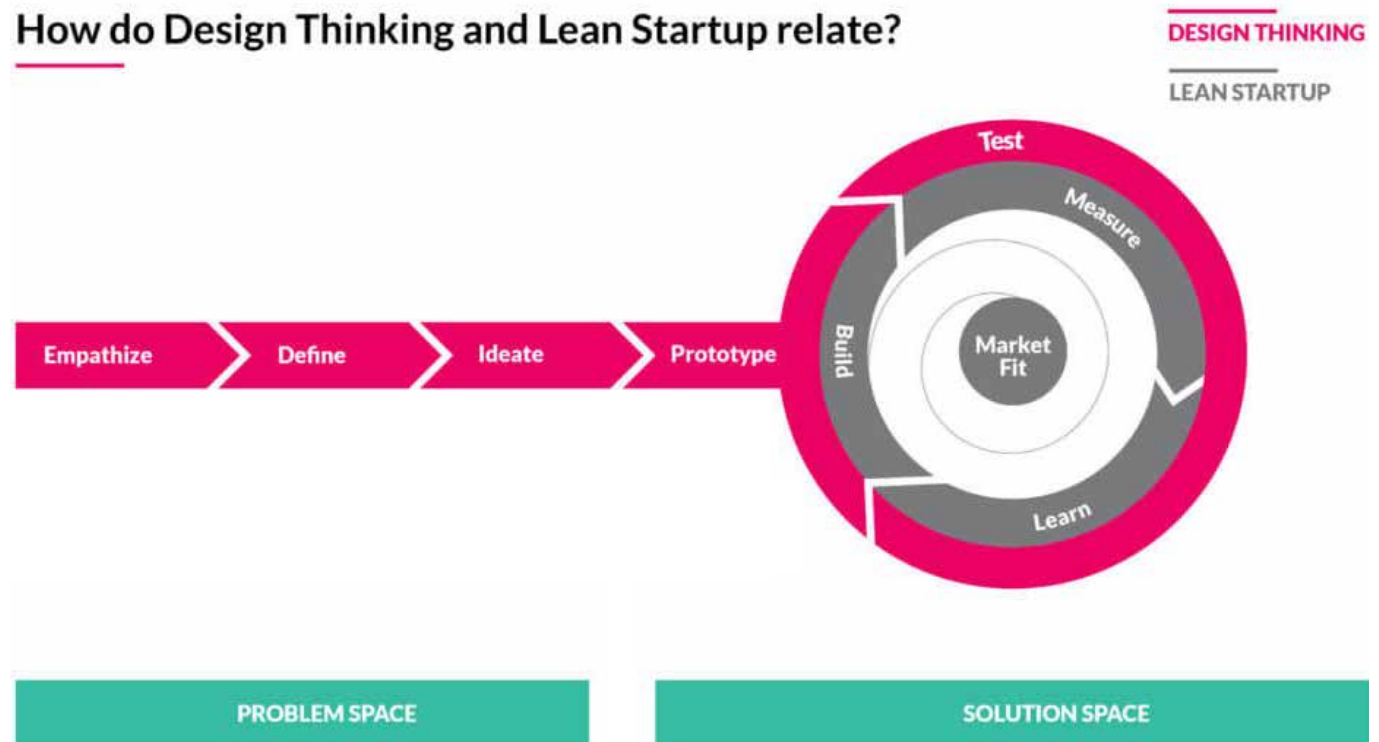 How do Design Thinking and Lean Startup relate?
DESIGN THINKING
LEAN STARTUP
Test
Measure
Build
Learn
Market
Fit
Empathize
Define
Ideate
Prototype
PROBLEM SPACE
SOLUTION SPACE